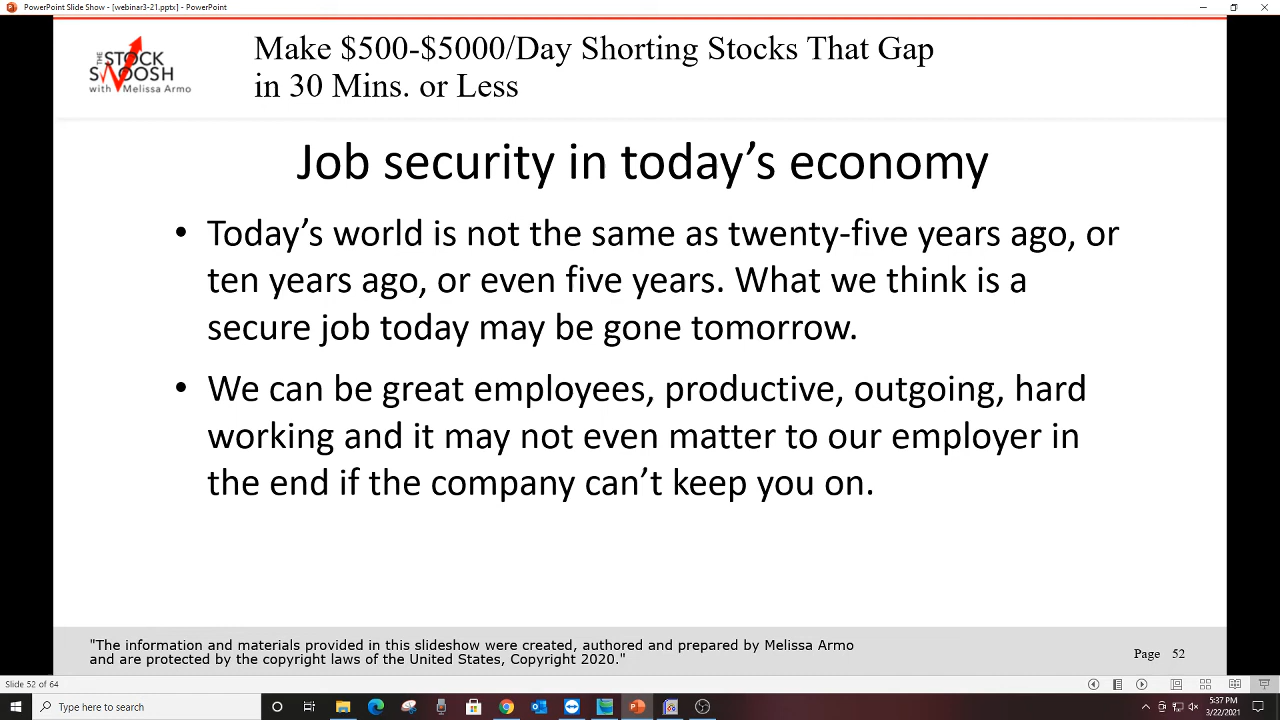 PowerPoint Slide Show - [webinar3-21.pptx] - PowerPoint
THE
STOCK
SWOOSH
with Melissa Armo
Make $500-$5000/Day Shorting Stocks That Gap
in 30 Mins. or Less
Job security in today’s economy
• Today’s world is not the same as twenty-five years ago, or
ten years ago, or even five years. What we think is a
secure job today may be gone tomorrow.
• We can be great employees, productive, outgoing, hard
working and it may not even matter to our employer in
the end if the company can’t keep you on.
"The information and materials provided in this slideshow were created, authored and prepared by Melissa Armo
and are protected by the copyright laws of the United States, Copyright 2020."
Page 52
Slide 52 of 64
Type here to search
5:37 PM
3/22/2021